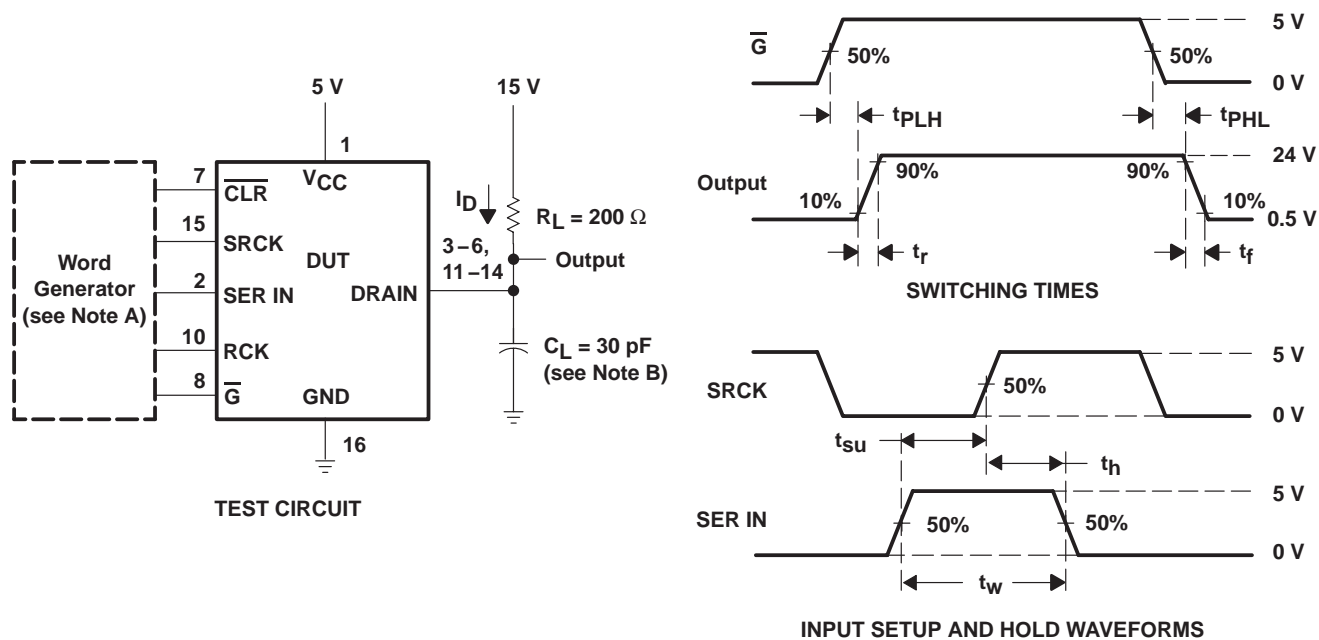 5 V
15 V
1
7
CLR
VCC
ID
RL = 200 Ω
15
SRCK
DUT
3–6,
11–14
Output
Word
Generator
(see Note A)
2
SER IN
DRAIN
10
RCK
CL = 30 pF
(see Note B)
8
G
GND
16
TEST CIRCUIT
G
5 V
50%
50%
0 V
tPLH
tPHL
Output
24 V
90%
90%
10%
10%
0.5 V
tr
tf
SWITCHING TIMES
SRCK
5 V
50%
0 V
tsu
th
SER IN
5 V
50%
50%
0 V
tw
INPUT SETUP AND HOLD WAVEFORMS